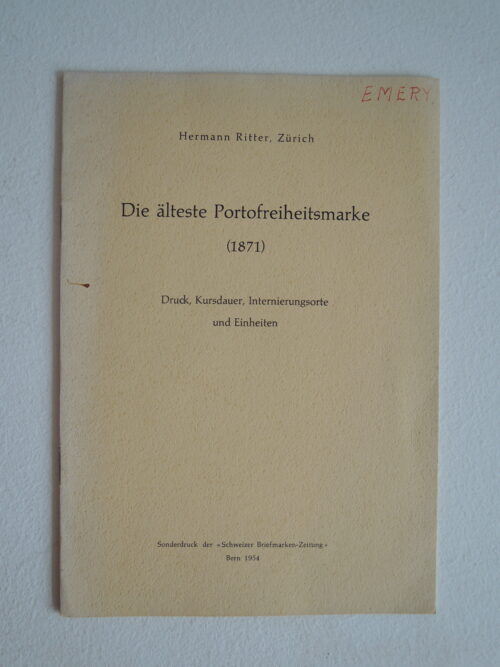 EMERY.
Hermann Ritter, Zürich
Die älteste Portofreiheitsmarke
(1871)
Druck, Kursdauer, Internierungsorte
und Einheiten
Sonderdruck der «Schweizer Briefmarken-Zeitung»
Bern 1954